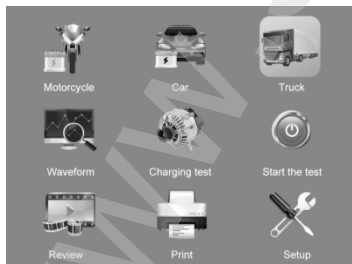 Motorcycle
Car
Truck
Waveform
Charging test
Start the test
Review
Print
Setup